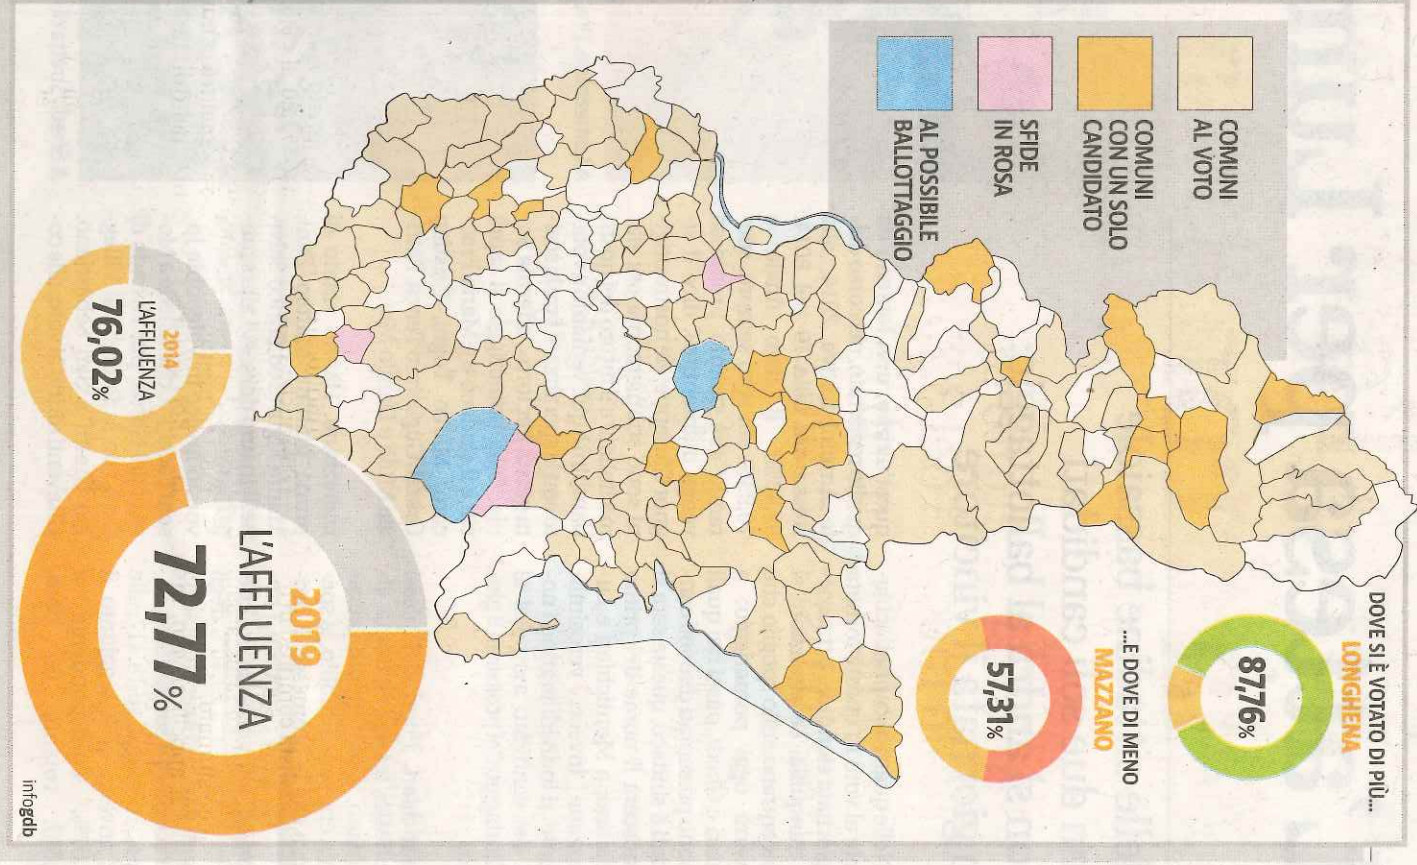 COMUNI
AL VOTO
COMUNI
CON UN SOLO
CANDIDATO
SFIDE
IN ROSA
AL POSSIBILE
BALLOTTAGGIO
DOVE SI È VOTATO DI PIÙ...
LONGHENA
87,76%
...E DOVE DI MENO
MAZZANO
57,31%
2014
L'AFFLUENZA
76,02%
2019
L'AFFLUENZA
72,77%
infogdb